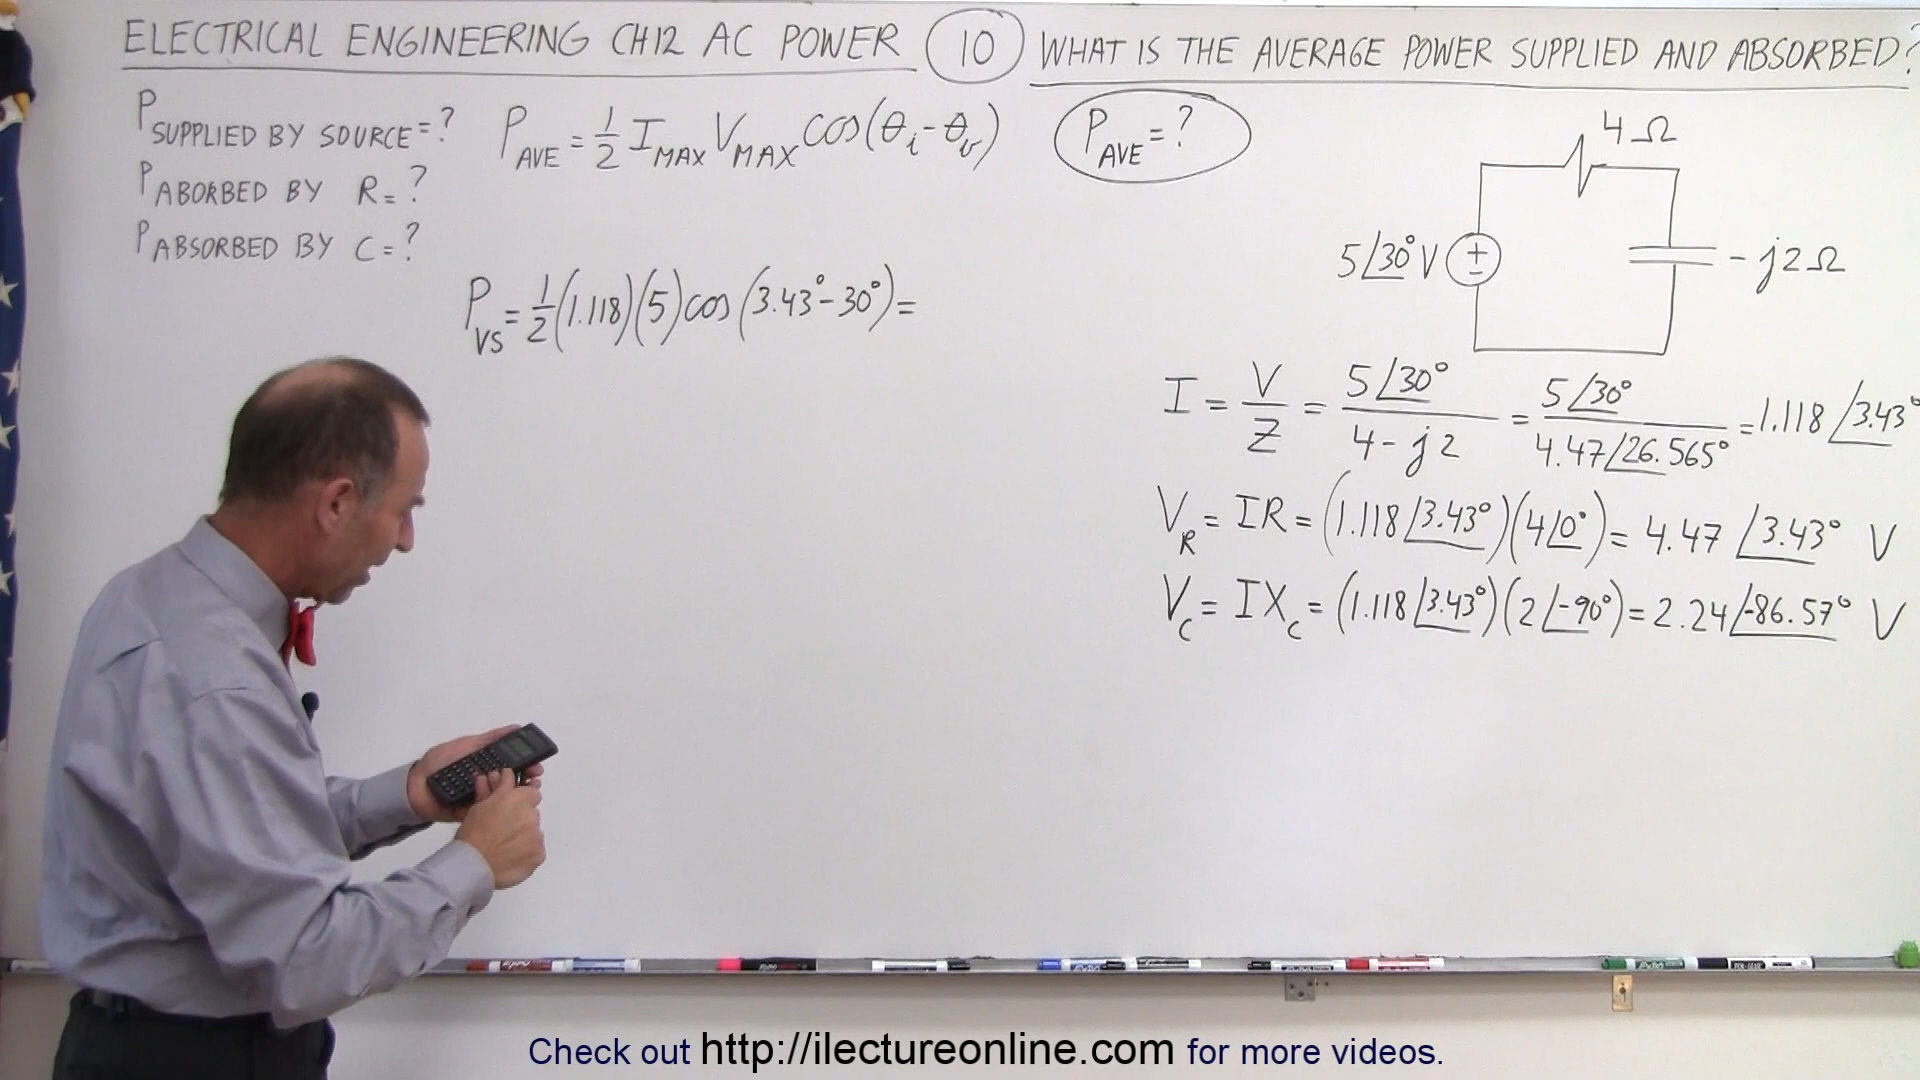 ELECTRICAL ENGINEERING CH12 AC POWER 10 WHAT IS THE AVERAGE POWER SUPPLIED AND ABSORBED?
P SUPPLIED BY SOURCE = ?
P ABORBED BY R = ?
P ABSORBED BY C = ?
P AVE = 1/2 I MAX V MAX cos(θi - θv)
P AVE = ?
4Ω
5/30° V
+ -
-j2Ω
P VS = 1/2 (1.118)(5) cos (3.43° - 30°) =
I = V/Z = 5/30° / 4 - j2 = 5/30° / 4.47/26.565° = 1.118 /3.43°
V R = IR = (1.118 /3.43°)(4/0°) = 4.47 /3.43° V
V C = IX C = (1.118 /3.43°)(2/-90°) = 2.24/-86.57° V
Check out http://ilectureonline.com for more videos.